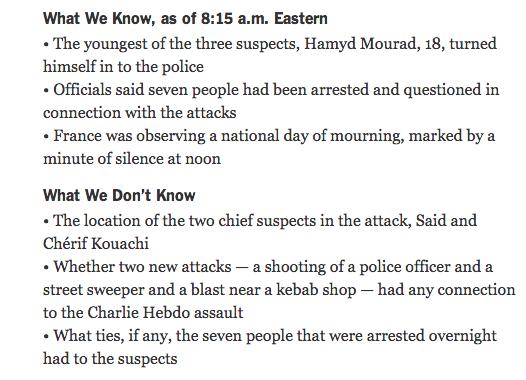 What We Know, as of 8:15 a.m. Eastern
• The youngest of the three suspects, Hamyd Mourad, 18, turned
himself in to the police
• Officials said seven people had been arrested and questioned in
connection with the attacks
• France was observing a national day of mourning, marked by a
minute of silence at noon
What We Don’t Know
• The location of the two chief suspects in the attack, Said and
Chérif Kouachi
• Whether two new attacks — a shooting of a police officer and a
street sweeper and a blast near a kebab shop — had any connection
to the Charlie Hebdo assault
• What ties, if any, the seven people that were arrested overnight
had to the suspects